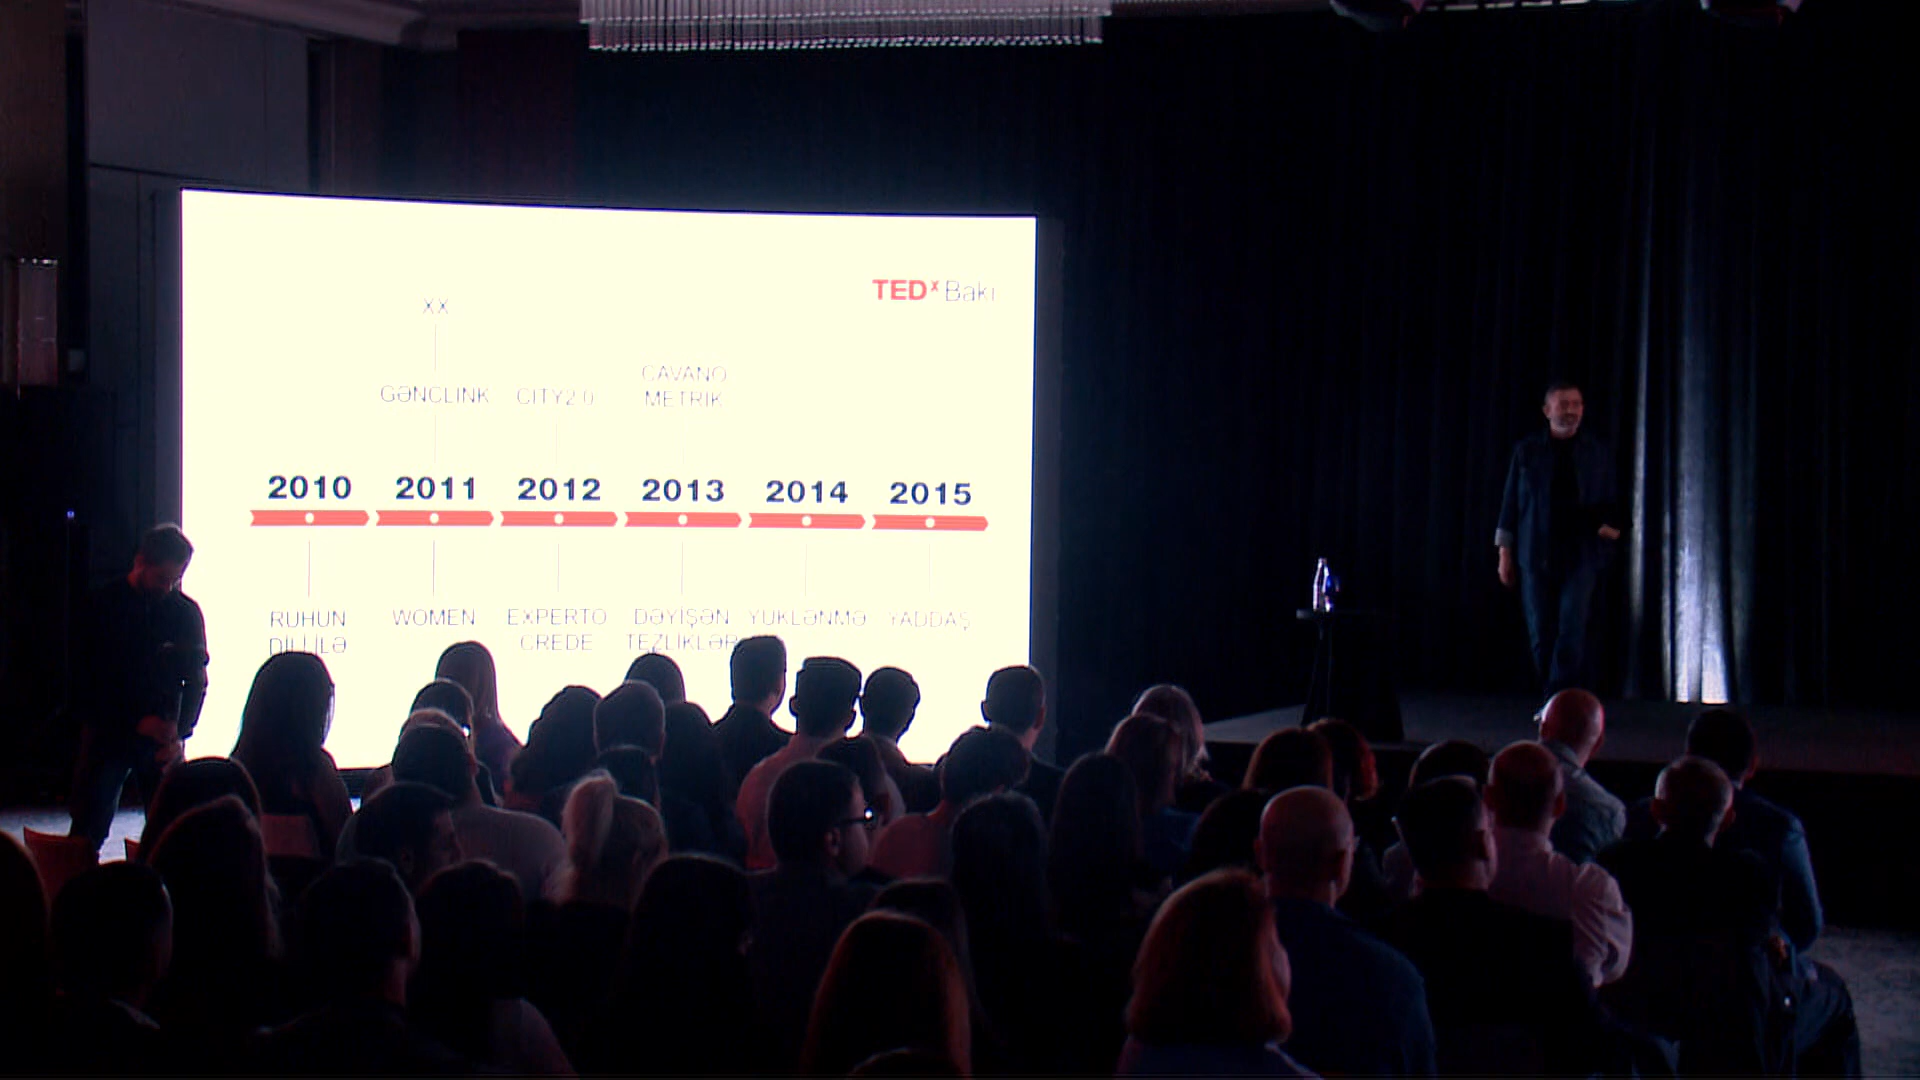 TEDx Bakı
XX
GƏNCLINK
CITY2.0
CAVANO
METRIK
2010
2011
2012
2013
2014
2015
RUHUN
DİLİ İLƏ
WOMEN
EXPERTO
CREDE
DƏYİŞƏN
TEZLİKLƏR
YÜKLƏNMƏ
YADDAŞ